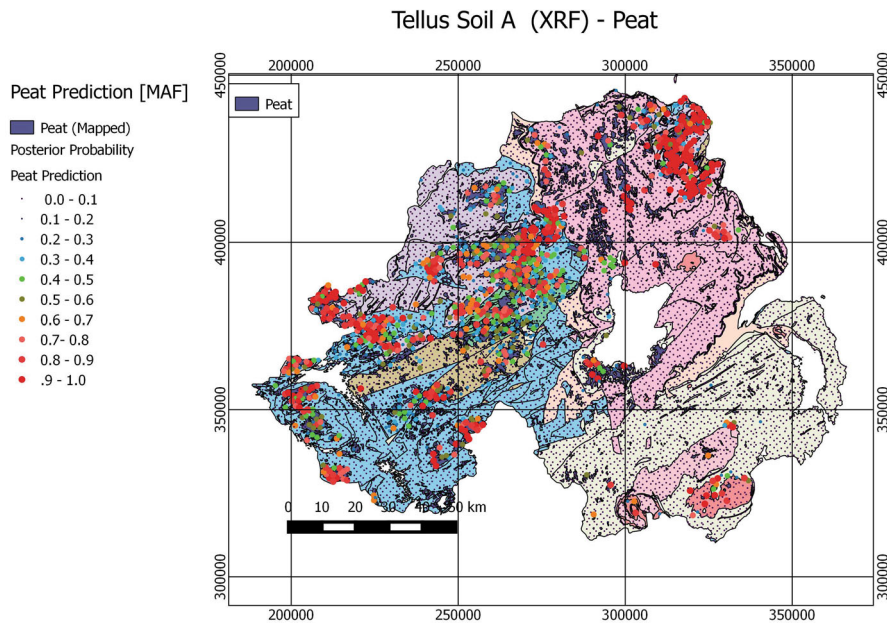 Tellus Soil A (XRF) - Peat
200000 250000 300000 350000
Peat Prediction [MAF]
Peat (Mapped)
Posterior Probability
Peat Prediction
0.0 - 0.1
0.1 - 0.2
0.2 - 0.3
0.3 - 0.4
0.4 - 0.5
0.5 - 0.6
0.6 - 0.7
0.7- 0.8
0.8 - 0.9
.9 - 1.0
Peat
450000 450000
400000 400000
350000 350000
300000 300000
0 10 20 30 40 50 km
200000 250000 300000 350000